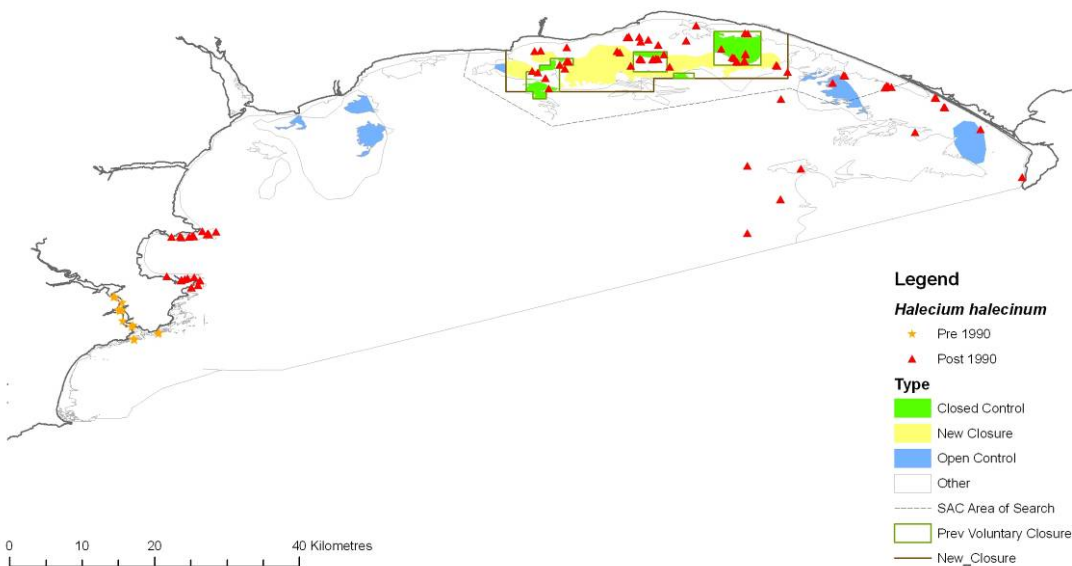 Legend
Halecium halecinum
Pre 1990
Post 1990
Type
Closed Control
New Closure
Open Control
Other
SAC Area of Search
Prev Voluntary Closure
New_Closure
0 10 20 40 Kilometres